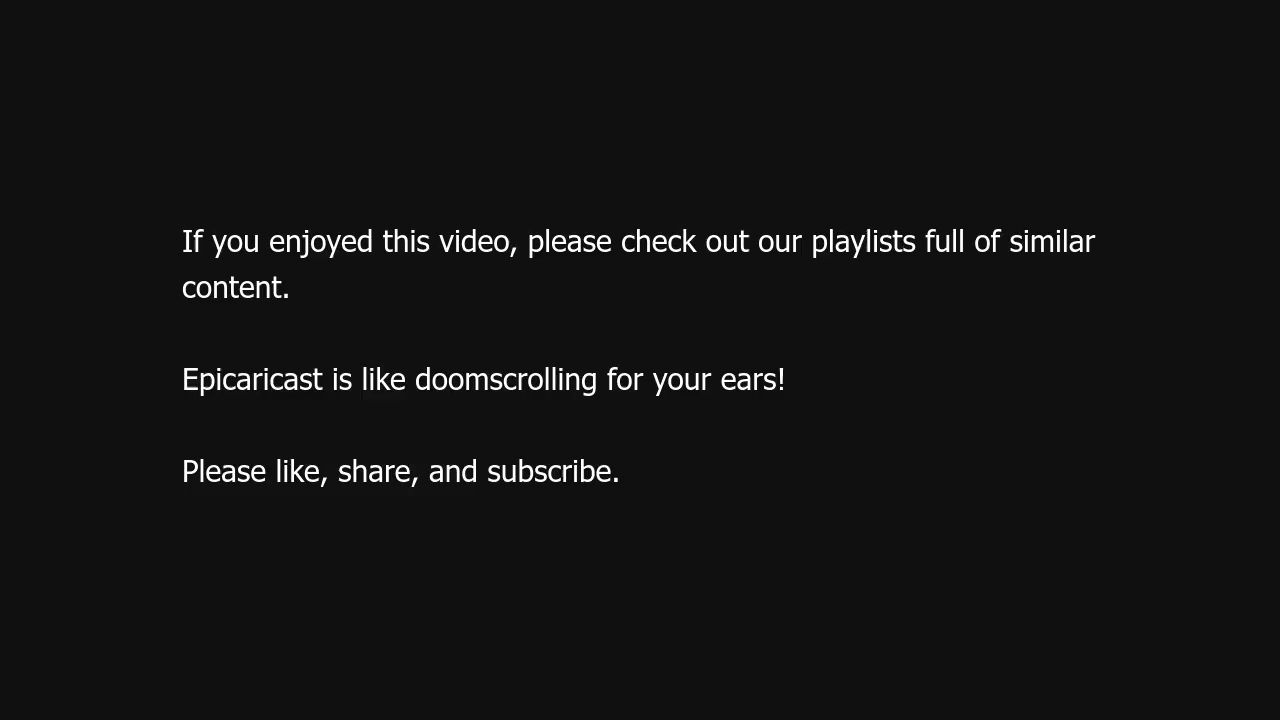 If you enjoyed this video, please check out our playlists full of similar
content.
Epicaricast is like doomscrolling for your ears!
Please like, share, and subscribe.